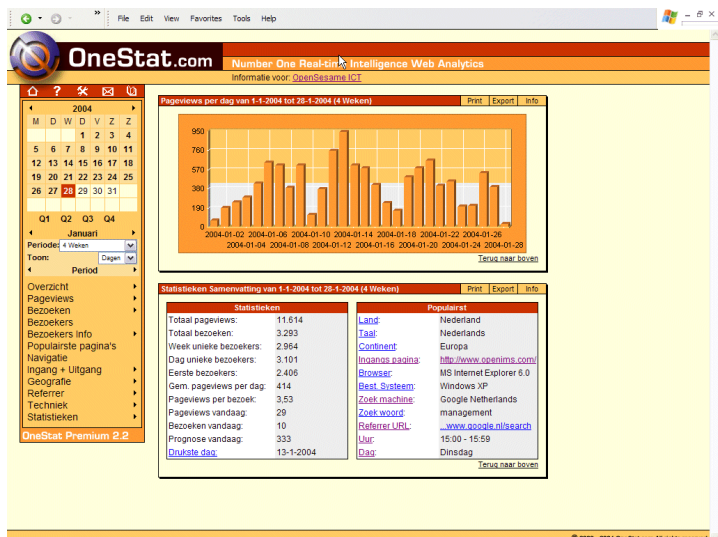 File Edit View Favorites Tools Help
OneStat.com
Number One Real-time Intelligence Web Analytics
Informatie voor: OpenSesame ICT
2004
M D W D V Z Z
1 2 3 4
5 6 7 8 9 10 11
12 13 14 15 16 17 18
19 20 21 22 23 24 25
26 27 28 29 30 31
Q1 Q2 Q3 Q4
Januari
Periode: 4 Weken
Toon: Dagen
Period
Overzicht
Pageviews
Bezoeken
Bezoekers
Bezoekers Info
Populairste pagina's
Navigatie
Ingang + Uitgang
Geografie
Referrer
Techniek
Statistieken
OneStat Premium 2.2
Pageviews per dag van 1-1-2004 tot 28-1-2004 (4 Weken) Print Export Info
950
760
570
380
190
0
2004-01-02 2004-01-06 2004-01-10 2004-01-14 2004-01-18 2004-01-22 2004-01-26
2004-01-04 2004-01-08 2004-01-12 2004-01-16 2004-01-20 2004-01-24 2004-01-28
Terug naar boven
Statistieken Samenvatting van 1-1-2004 tot 28-1-2004 (4 Weken) Print Export Info
Statistieken
Totaal pageviews: 11.614
Totaal bezoeken: 3.293
Week unieke bezoekers: 2.964
Dag unieke bezoekers: 3.101
Eerste bezoekers: 2.406
Gem. pageviews per dag: 414
Pageviews per bezoek: 3,53
Pageviews vandaag: 29
Bezoeken vandaag: 10
Prognose vandaag: 333
Drukste dag: 13-1-2004
Populairst
Land: Nederland
Taal: Nederlands
Continent: Europa
Ingangs pagina: http://www.openims.com/
Browser: MS Internet Explorer 6.0
Best. Systeem: Windows XP
Zoek machine: Google Netherlands
Zoek woord: management
Referrer URL: ...www.google.nl/search
Uur: 15:00 - 15:59
Dag: Dinsdag
Terug naar boven